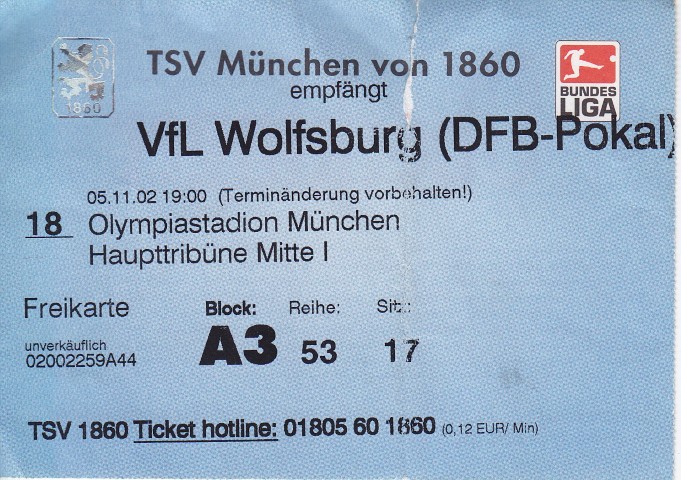 1860
TSV München von 1860
BUNDES
LIGA
empfängt
VfL Wolfsburg (DFB-Pokal)
05.11.02 19:00 (Terminänderung vorbehalten!)
18 Olympiastadion München
Haupttribüne Mitte I
Freikarte Block: Reihe: Sitz:
unverkäuflich
02002259A44 A3 53 17
TSV 1860 Ticket hotline: 01805 60 1860 (0,12 EUR/ Min)